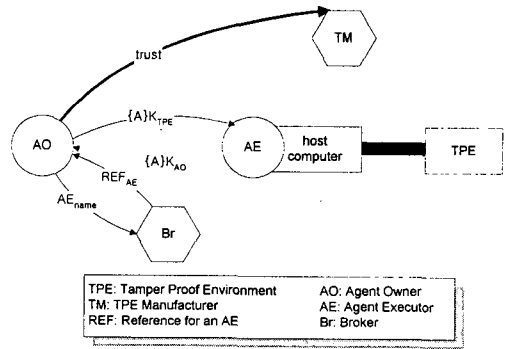 TM
trust
{A}K_TPE
AO
AE
host
computer
TPE
{A}K_AO
REF_AE
AE_name
Br
TPE: Tamper Proof Environment
TM: TPE Manufacturer
REF: Reference for an AE
AO: Agent Owner
AE: Agent Executor
Br: Broker